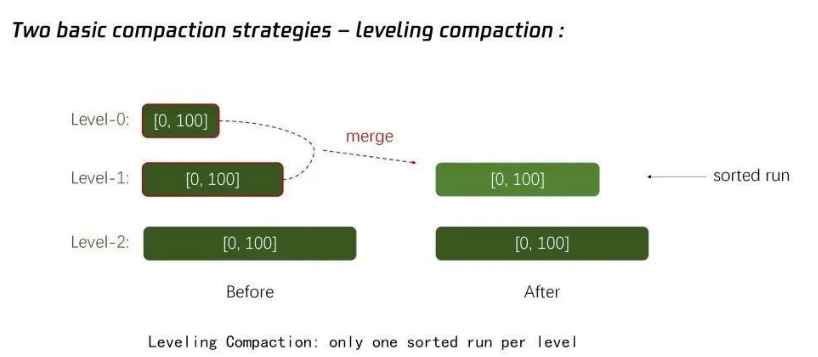 Two basic compaction strategies – leveling compaction :
Level-0: [0, 100]
merge
Level-1: [0, 100] [0, 100] sorted run
Level-2: [0, 100] [0, 100]
Before After
Leveling Compaction: only one sorted run per level